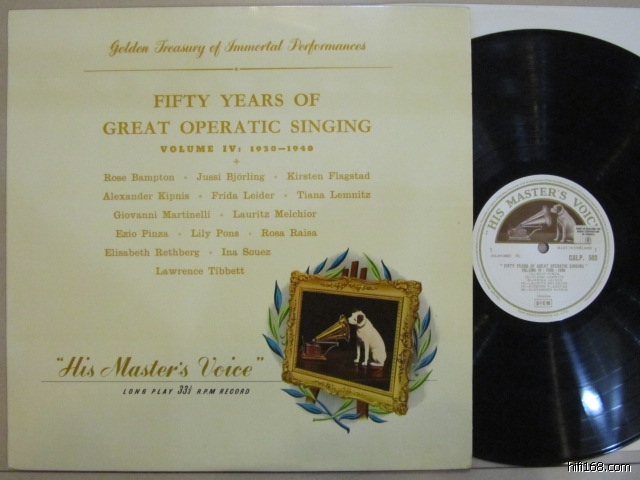 Golden Treasury of Immortal Performances
FIFTY YEARS OF
GREAT OPERATIC SINGING
VOLUME IV: 1930—1940
Rose Bampton · Jussi Björling · Kirsten Flagstad
Alexander Kipnis · Frida Leider · Tiana Lemnitz
Giovanni Martinelli · Lauritz Melchior
Ezio Pinza · Lily Pons · Rosa Raisa
Elisabeth Rethberg · Ina Souez
Lawrence Tibbett
"His Master's Voice"
LONG PLAY 33⅓ R.P.M RECORD
"HIS MASTER'S VOICE"
"FIFTY YEARS OF GREAT OPERATIC SINGING"
hifi168.com